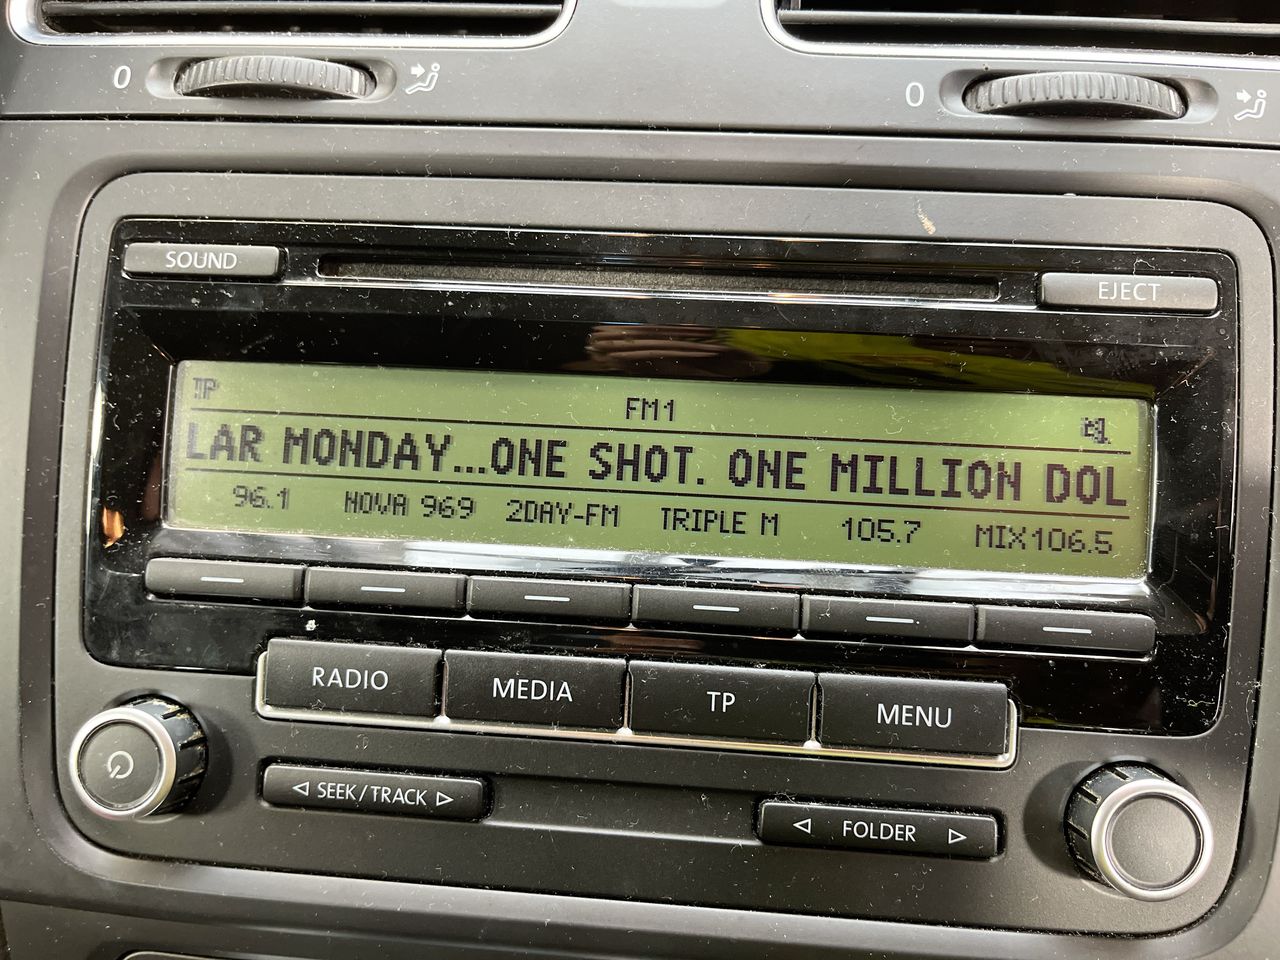 0 0
SOUND EJECT
TP FM1
LAR MONDAY...ONE SHOT. ONE MILLION DOL
96.1 NOVA 969 2DAY-FM TRIPLE M 105.7 MIX106.5
RADIO MEDIA TP MENU
SEEK/TRACK FOLDER